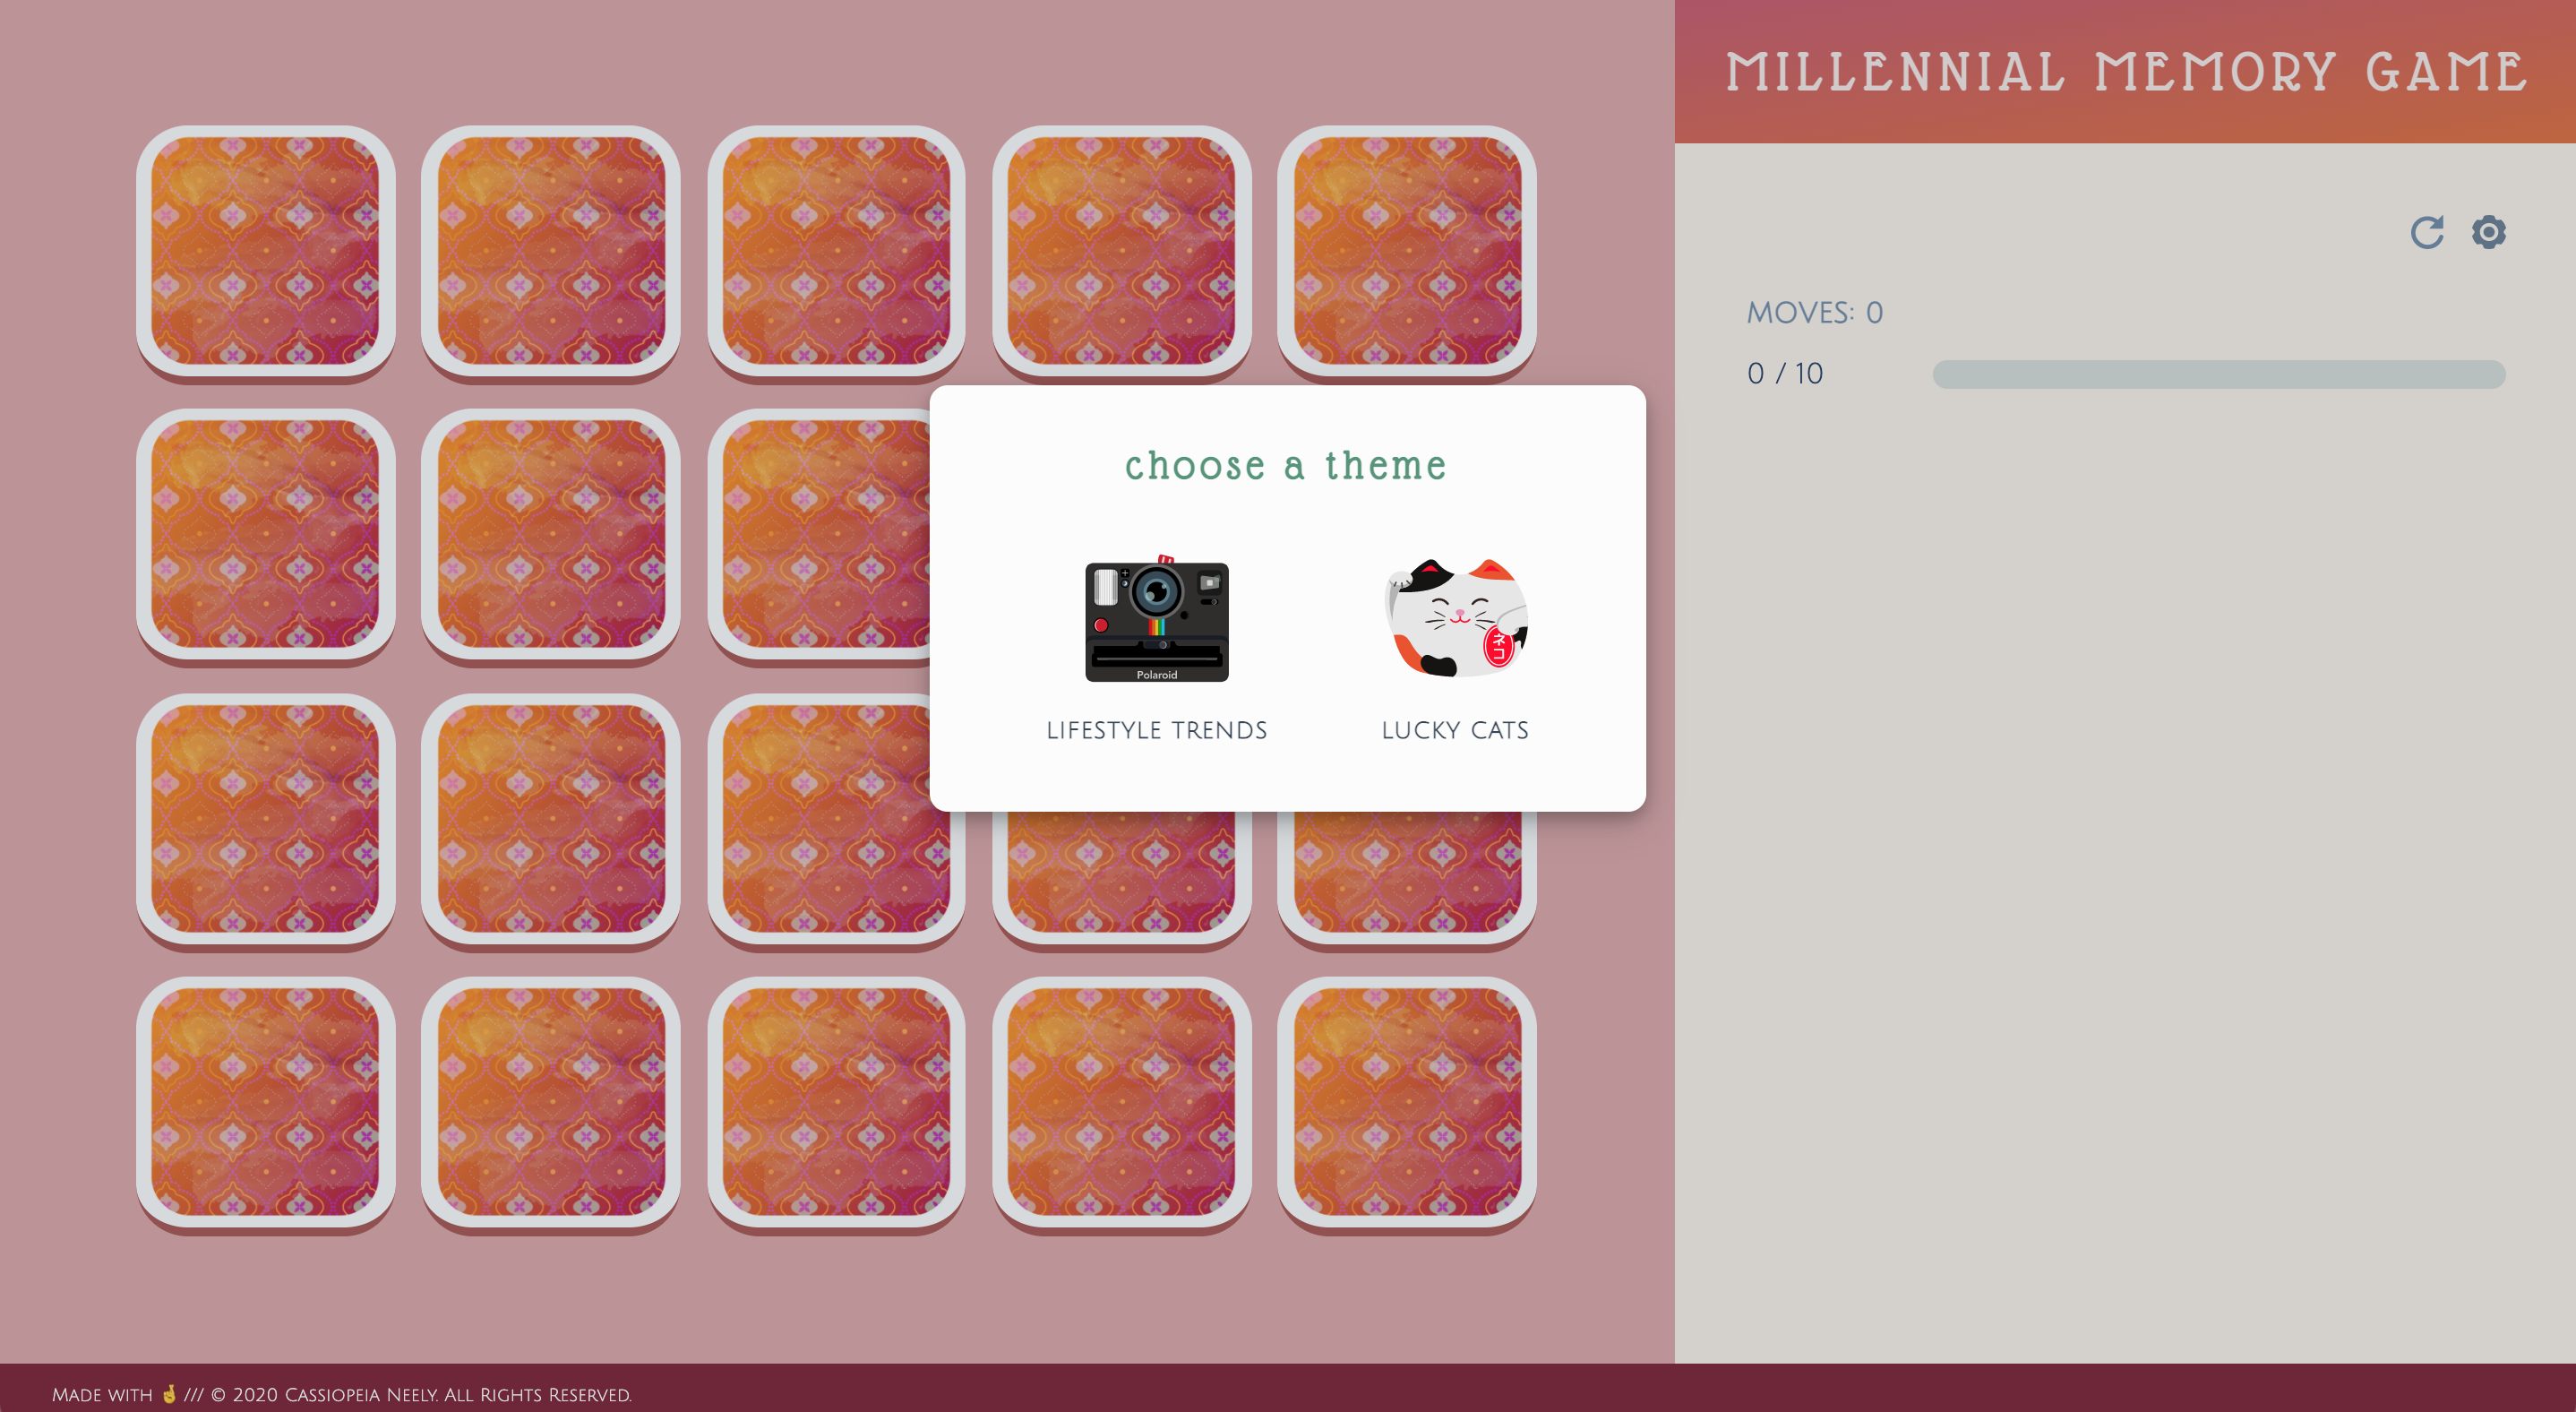 MILLENNIAL MEMORY GAME
MOVES: 0
0 / 10
choose a theme
Polaroid
ネコ
LIFESTYLE TRENDS
LUCKY CATS
MADE WITH 🤞 /// © 2020 CASSIOPEIA NEELY. ALL RIGHTS RESERVED.